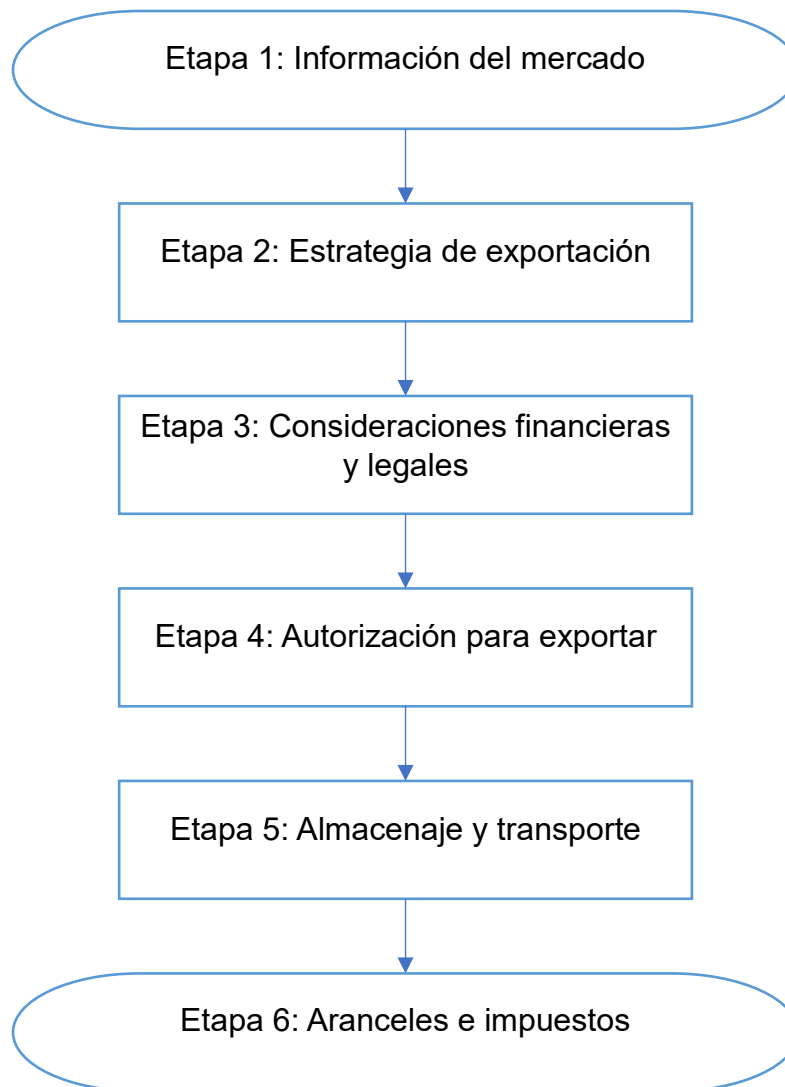 Etapa 1: Información del mercado
Etapa 2: Estrategia de exportación
Etapa 3: Consideraciones financieras
y legales
Etapa 4: Autorización para exportar
Etapa 5: Almacenaje y transporte
Etapa 6: Aranceles e impuestos